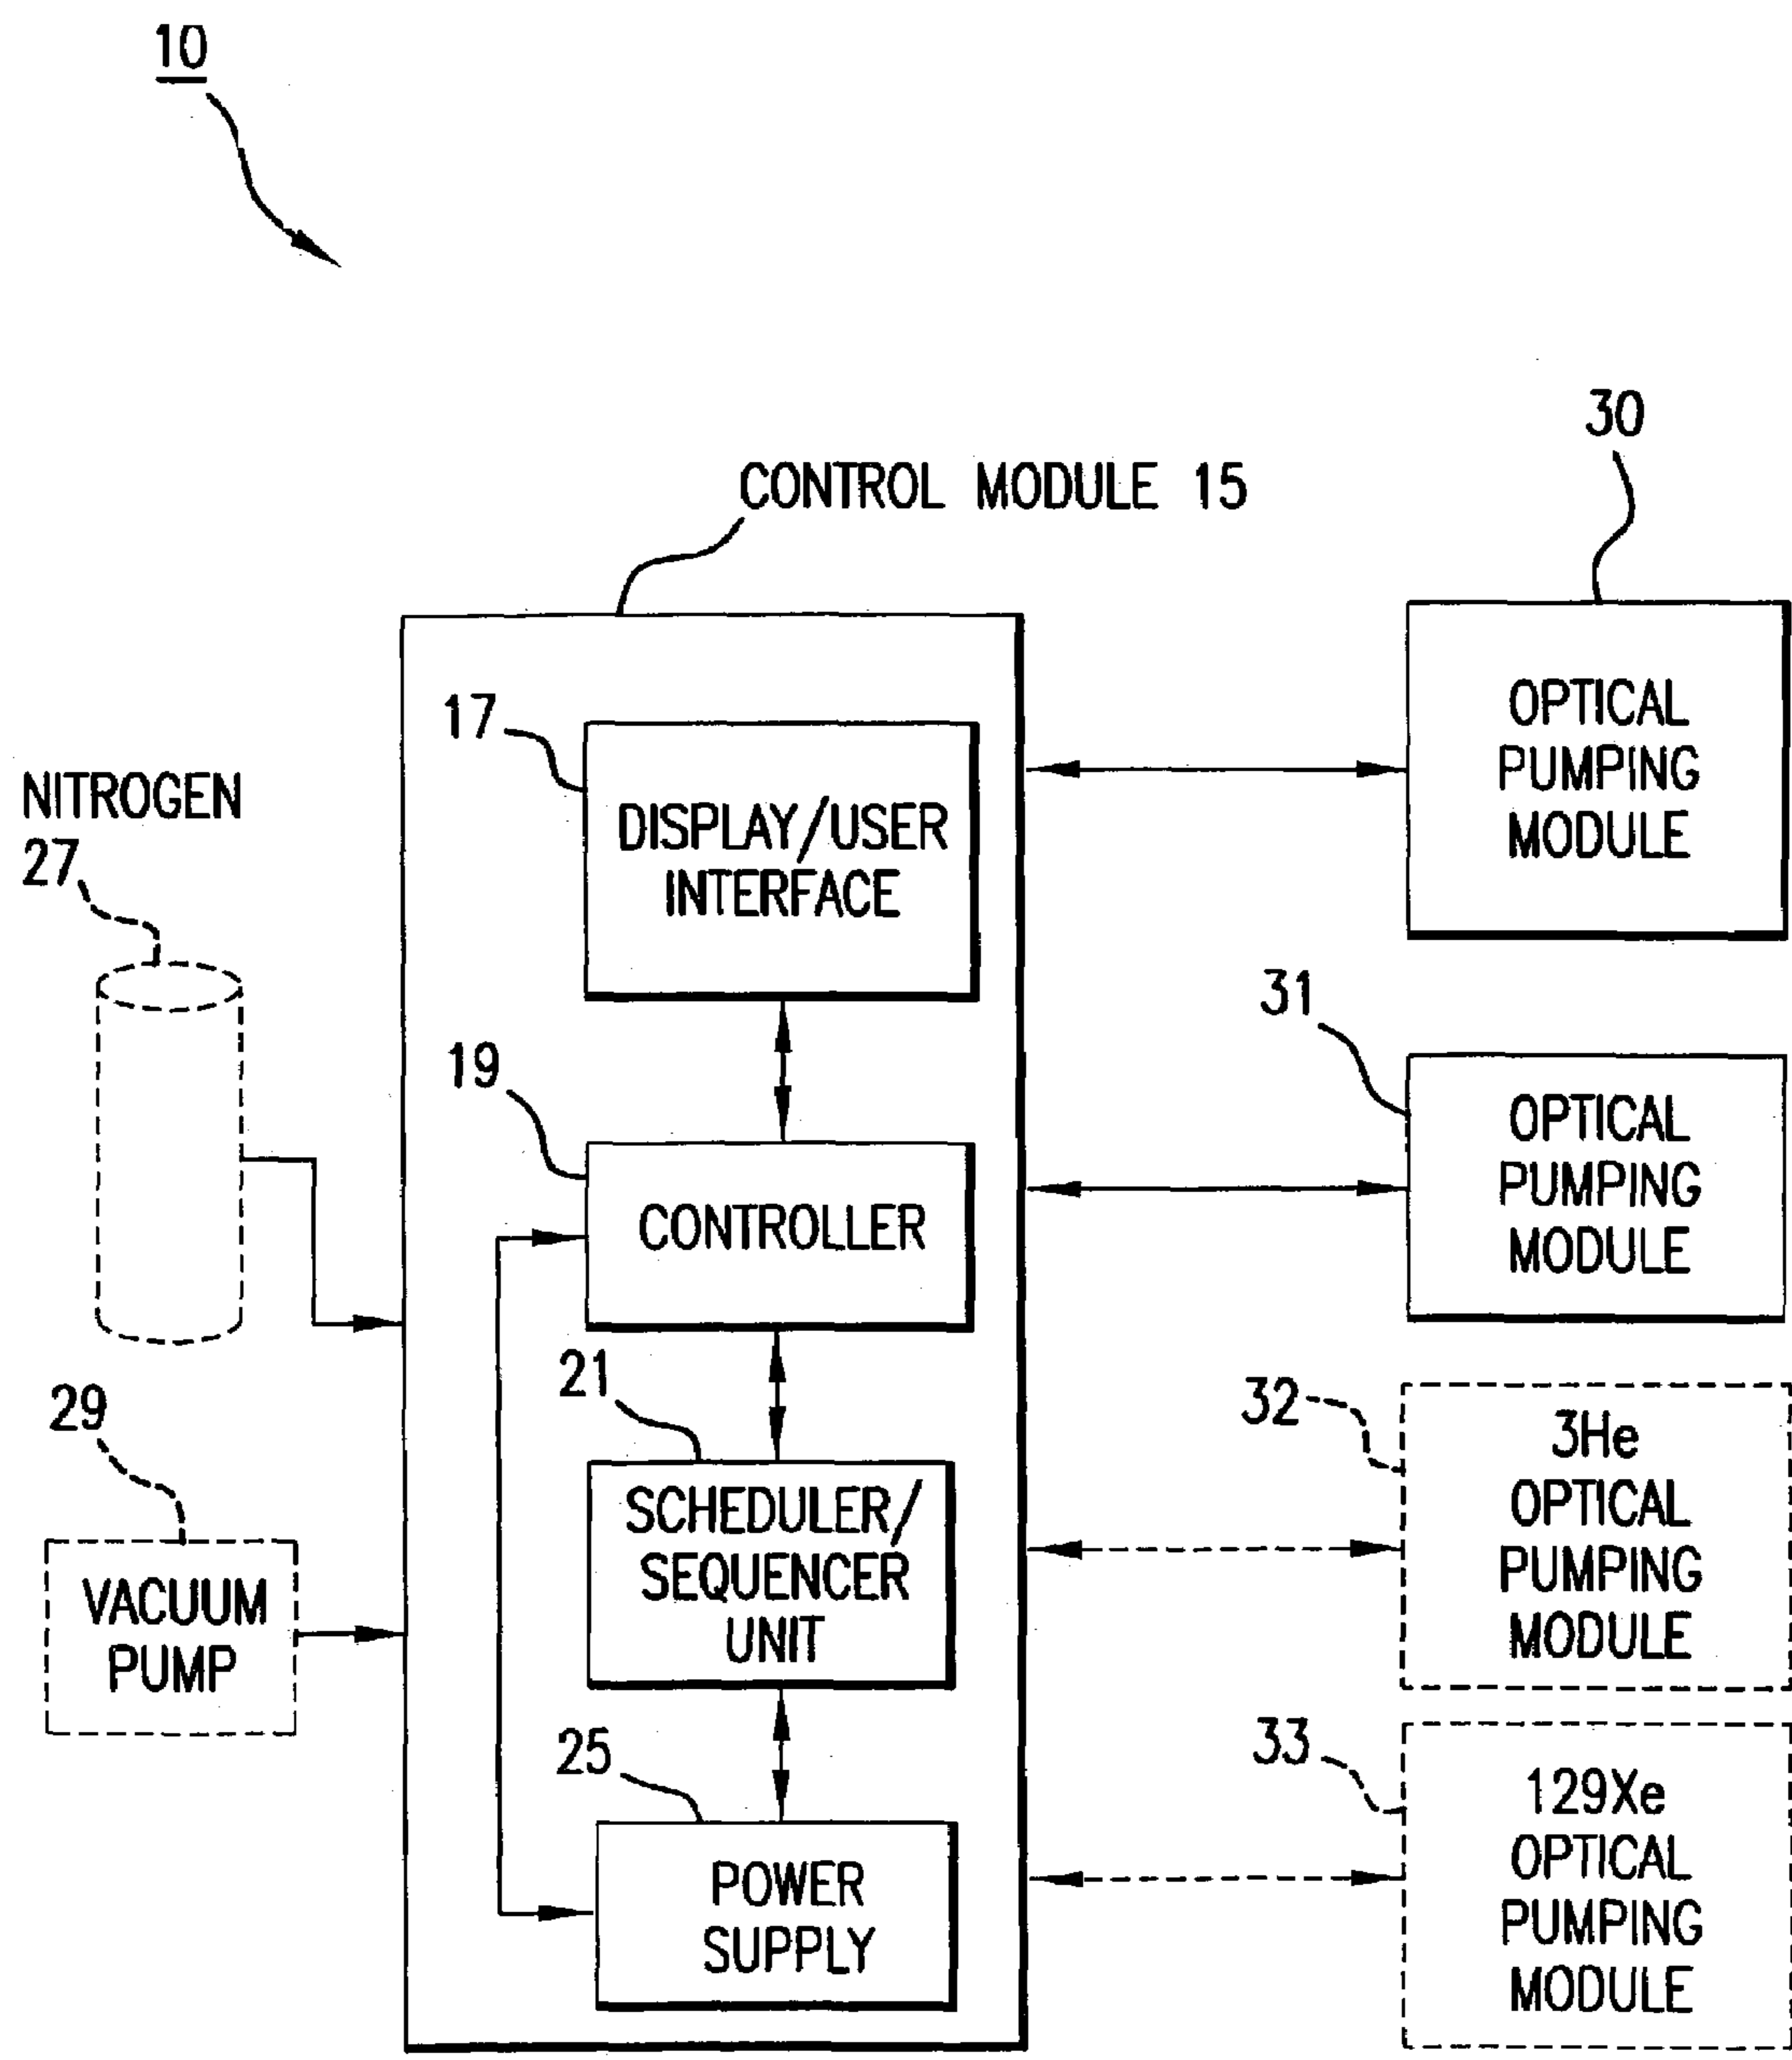 10
CONTROL MODULE 15
17
DISPLAY/USER
INTERFACE
19
CONTROLLER
21
SCHEDULER/
SEQUENCER
UNIT
25
POWER
SUPPLY
NITROGEN
27
29
VACUUM
PUMP
30
OPTICAL
PUMPING
MODULE
31
OPTICAL
PUMPING
MODULE
32
3He
OPTICAL
PUMPING
MODULE
33
129Xe
OPTICAL
PUMPING
MODULE